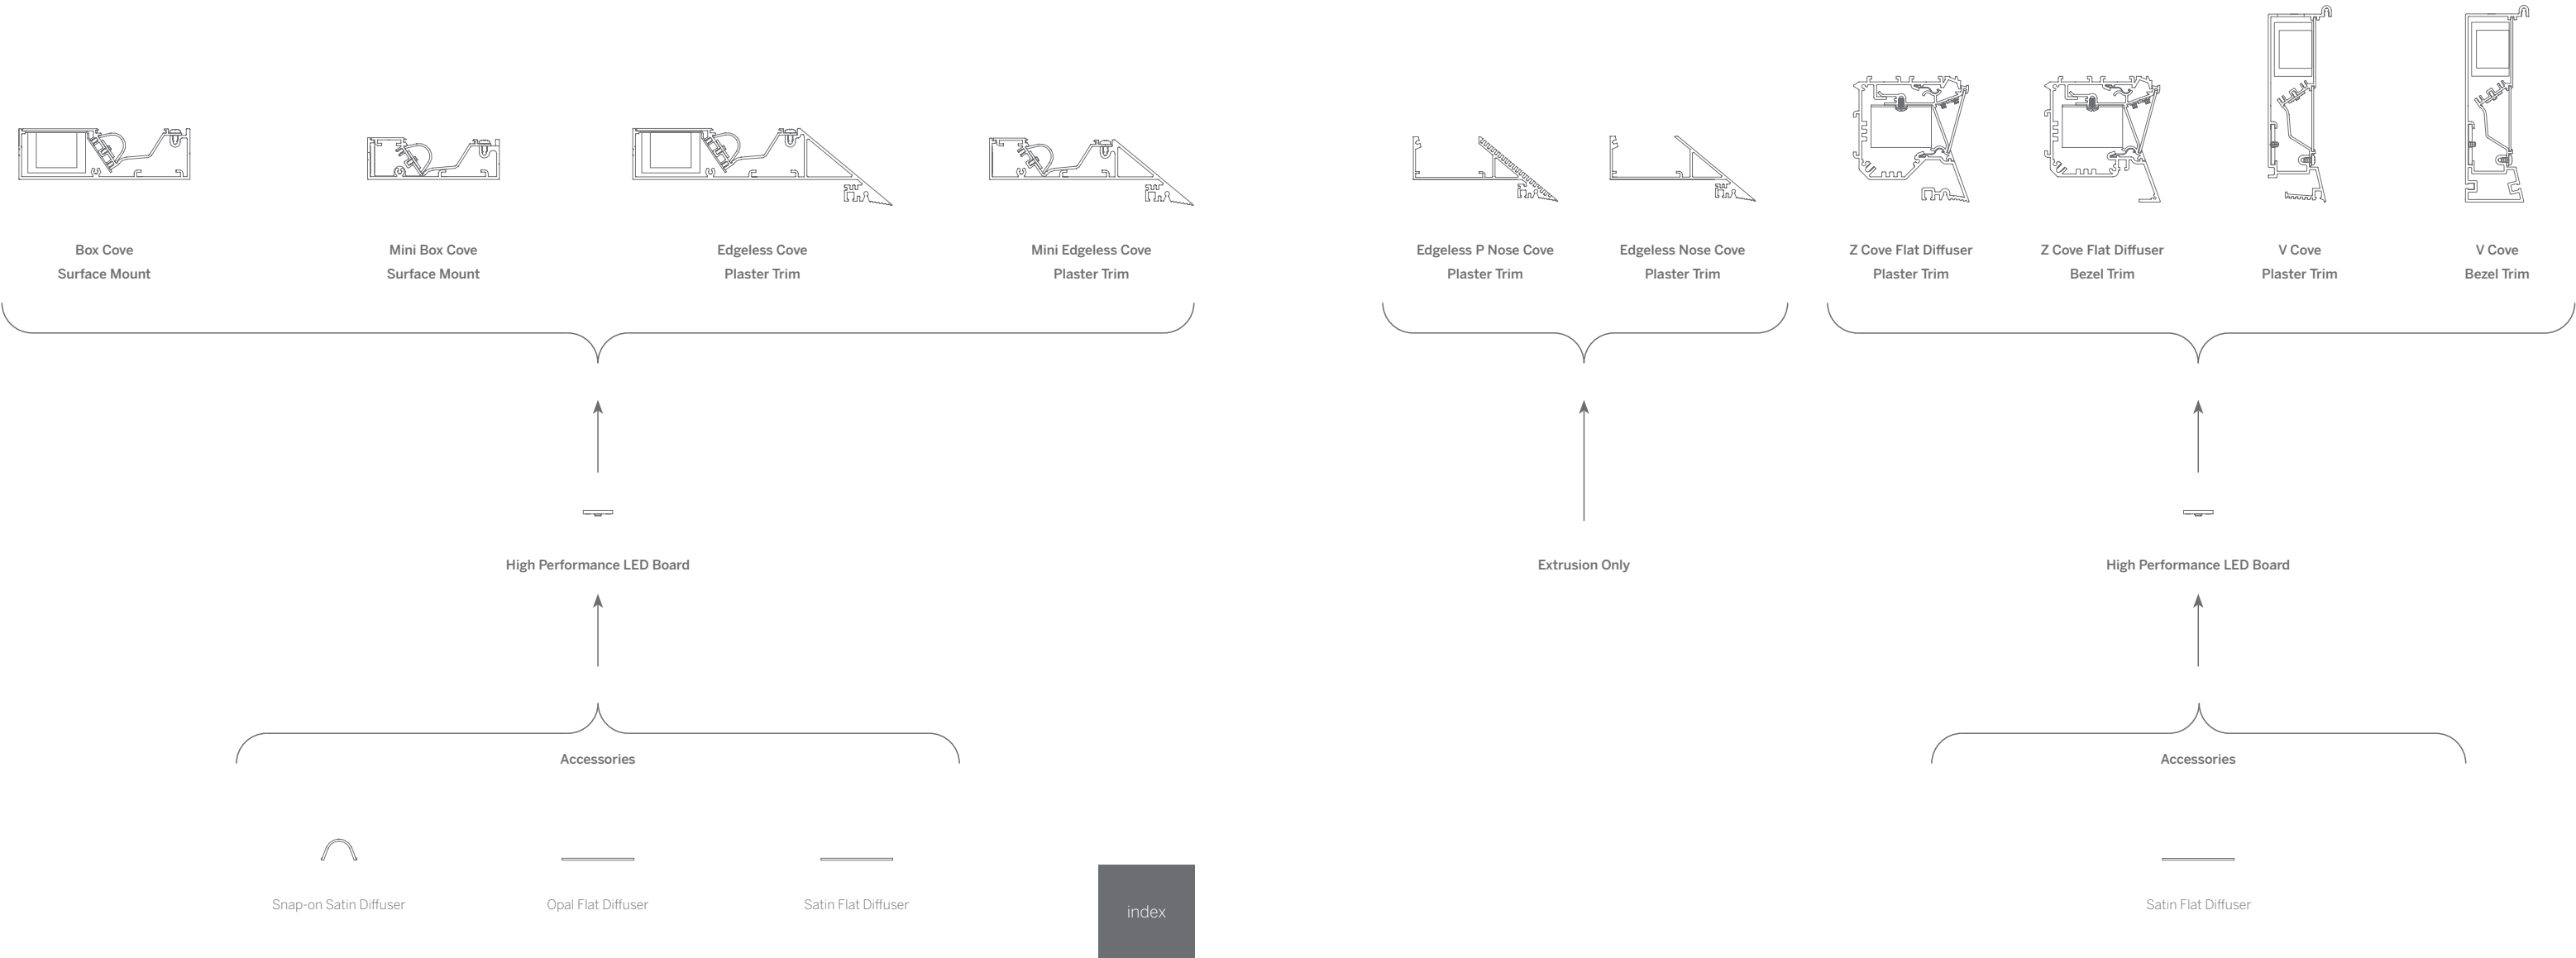 Box Cove
Surface Mount
Mini Box Cove
Surface Mount
Edgeless Cove
Plaster Trim
Mini Edgeless Cove
Plaster Trim
Edgeless P Nose Cove
Plaster Trim
Edgeless Nose Cove
Plaster Trim
Z Cove Flat Diffuser
Plaster Trim
Z Cove Flat Diffuser
Bezel Trim
V Cove
Plaster Trim
V Cove
Bezel Trim
High Performance LED Board
Extrusion Only
High Performance LED Board
Accessories
Accessories
Snap-on Satin Diffuser
Opal Flat Diffuser
Satin Flat Diffuser
index
Satin Flat Diffuser